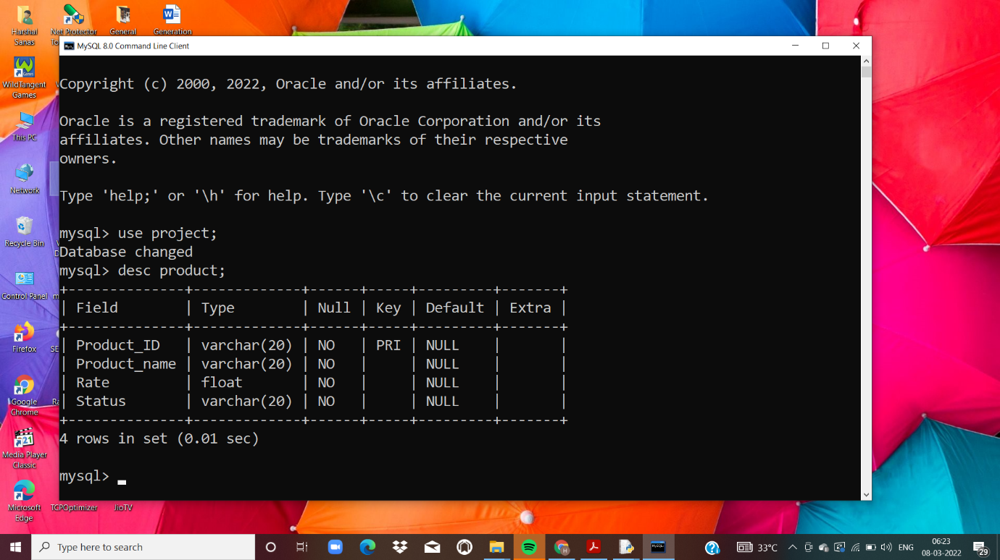 Harshal
Sanas
Net Protector
To
General
Generation
MySQL 8.0 Command Line Client
WildTangent
Games
This PC
Network
Recycle Bin
Control Panel
Firefox
SE
Google
Chrome
Ra
Media Player
Classic
Microsoft
Edge
TCPOptimizer
JioTV
Copyright (c) 2000, 2022, Oracle and/or its affiliates.
Oracle is a registered trademark of Oracle Corporation and/or its
affiliates. Other names may be trademarks of their respective
owners.
Type 'help;' or '\h' for help. Type '\c' to clear the current input statement.
mysql> use project;
Database changed
mysql> desc product;
+--------------+-------------+------+-----+---------+-------+
| Field        | Type        | Null | Key | Default | Extra |
+--------------+-------------+------+-----+---------+-------+
| Product_ID   | varchar(20) | NO   | PRI | NULL    |       |
| Product_name | varchar(20) | NO   |     | NULL    |       |
| Rate         | float       | NO   |     | NULL    |       |
| Status       | varchar(20) | NO   |     | NULL    |       |
+--------------+-------------+------+-----+---------+-------+
4 rows in set (0.01 sec)
mysql>
Type here to search
33°C
ENG
06:23
08-03-2022
29